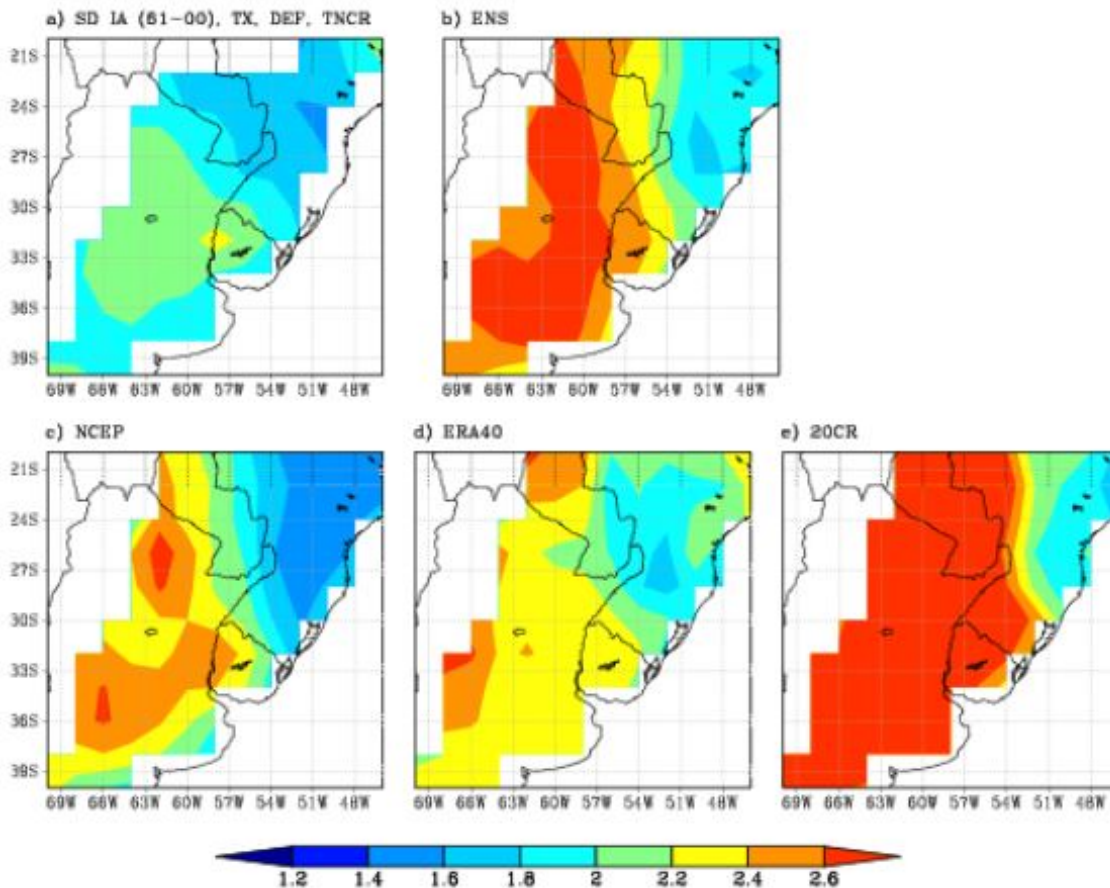 a) SD IA (61-00), TX, DEF, TNCR
b) ENS
21S
24S
27S
30S
33S
36S
39S
69W 66W 63W 60W 57W 54W 51W 48W
69W 66W 63W 60W 57W 54W 51W 48W
c) NCEP
d) ERA40
e) 20CR
21S
24S
27S
30S
33S
36S
39S
69W 66W 63W 60W 57W 54W 51W 48W
69W 66W 63W 60W 57W 54W 51W 48W
69W 66W 63W 60W 57W 54W 51W 48W
1.2 1.4 1.6 1.8 2 2.2 2.4 2.6